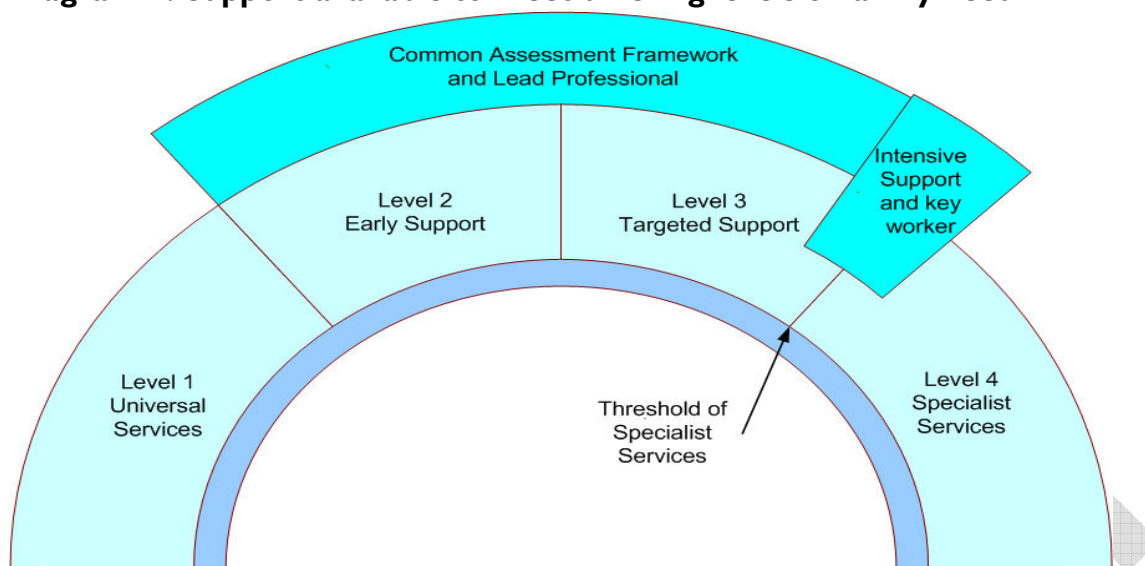 Common Assessment Framework
and Lead Professional
Intensive
Support
and key
worker
Level 2
Early Support
Level 3
Targeted Support
Level 1
Universal
Services
Threshold of
Specialist
Services
Level 4
Specialist
Services